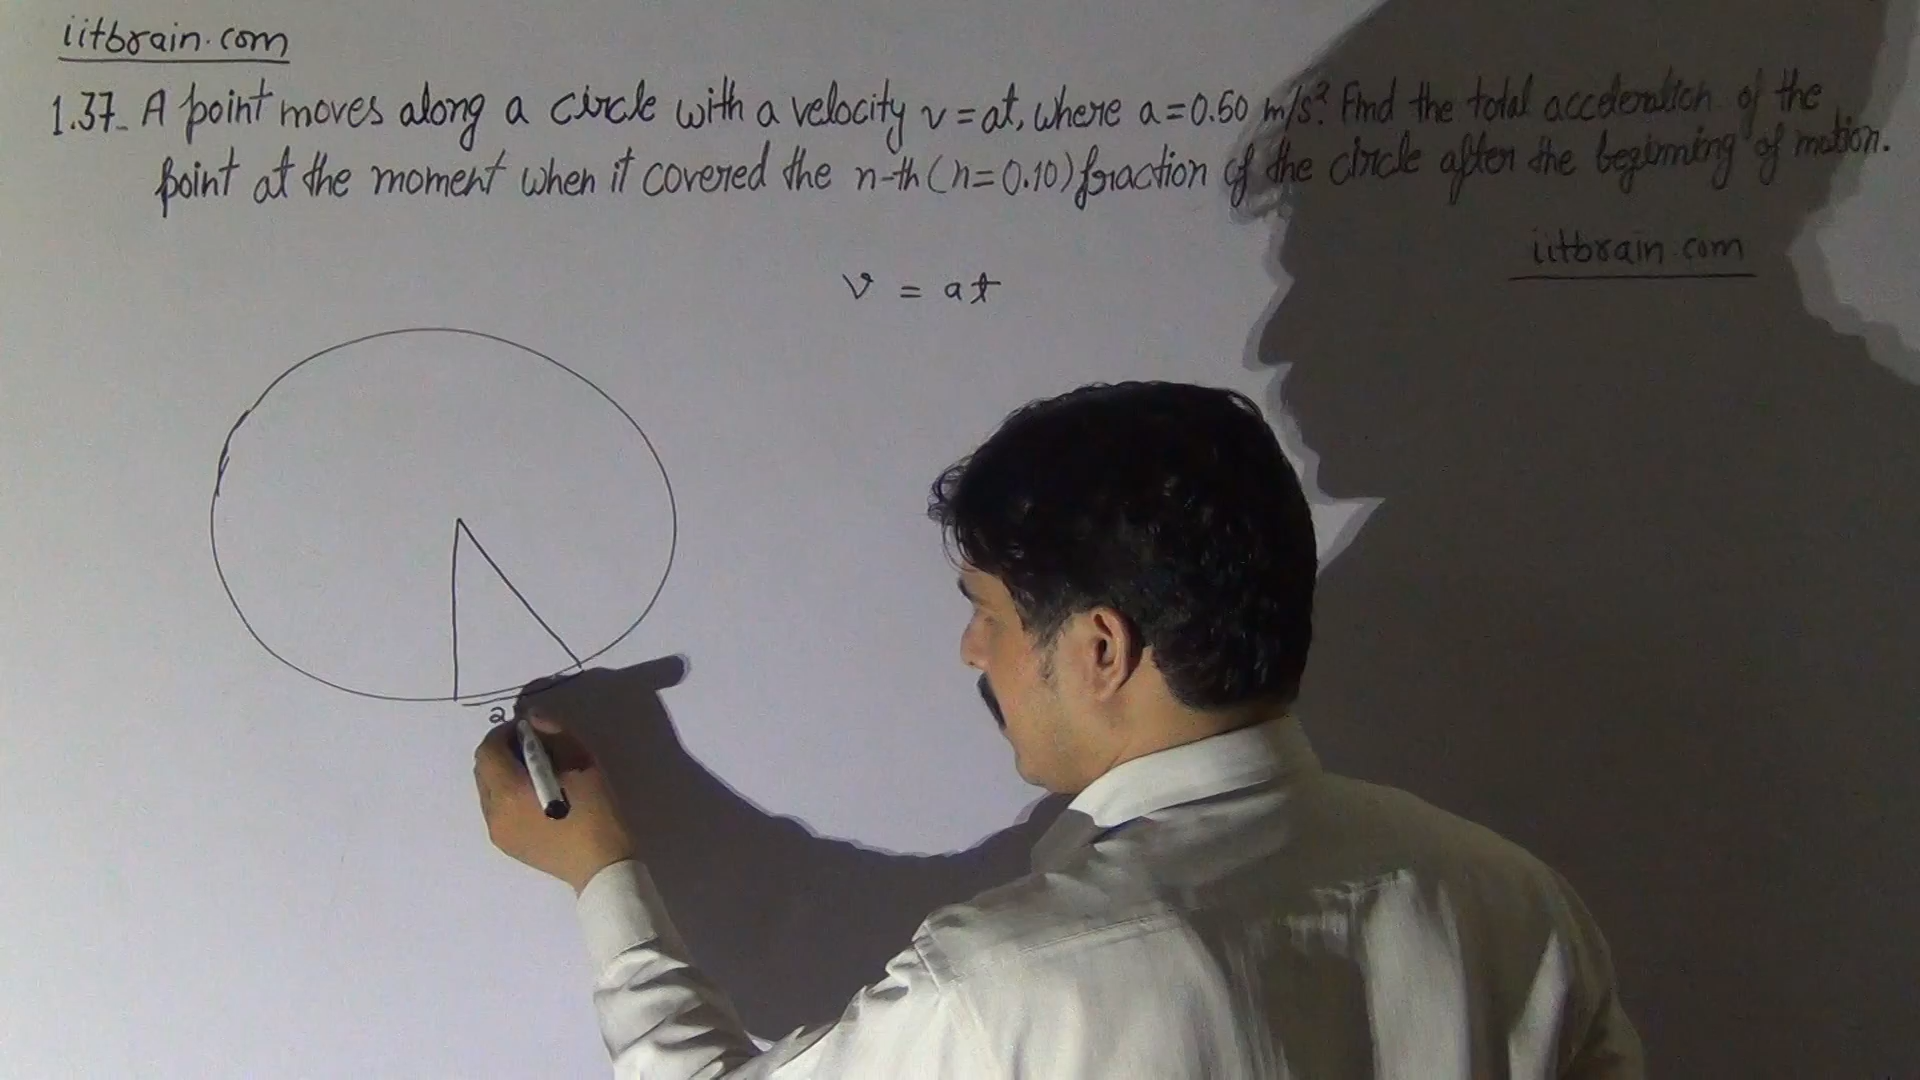 iitbrain.com
1.37. A point moves along a circle with a velocity v = at, where a = 0.50 m/s². Find the total acceleration of the
point at the moment when it covered the n-th (n = 0.10) fraction of the circle after the beginning of motion.
iitbrain.com
v = at
2